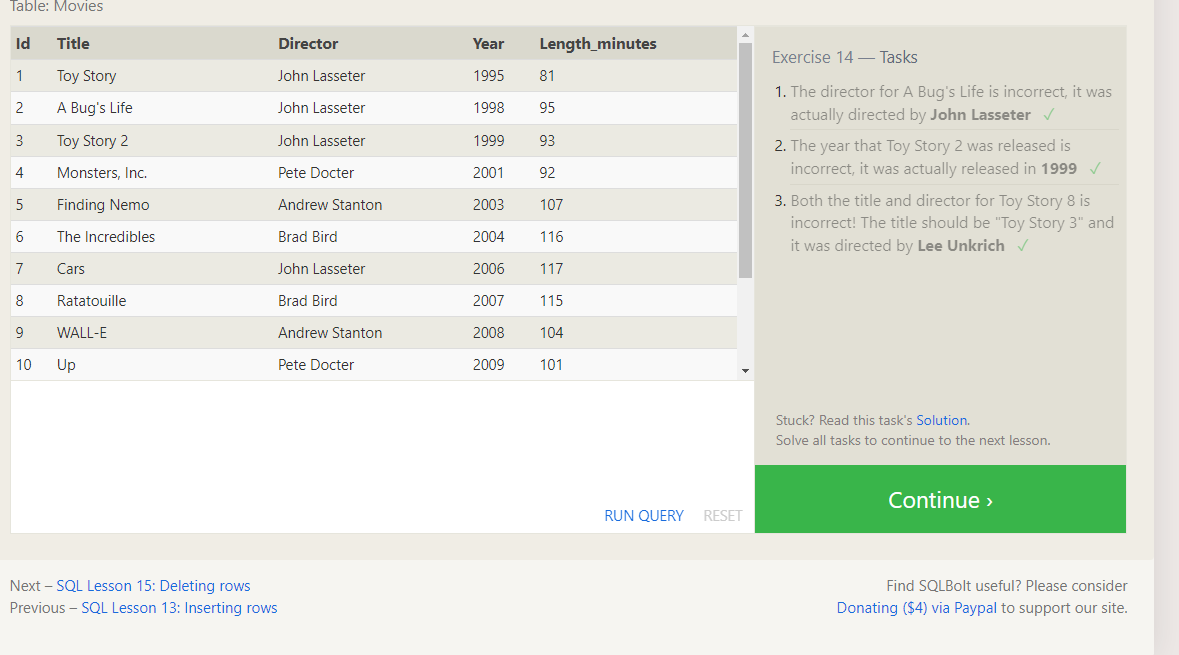 Table: Movies
Id Title Director Year Length_minutes
1 Toy Story John Lasseter 1995 81
2 A Bug's Life John Lasseter 1998 95
3 Toy Story 2 John Lasseter 1999 93
4 Monsters, Inc. Pete Docter 2001 92
5 Finding Nemo Andrew Stanton 2003 107
6 The Incredibles Brad Bird 2004 116
7 Cars John Lasseter 2006 117
8 Ratatouille Brad Bird 2007 115
9 WALL-E Andrew Stanton 2008 104
10 Up Pete Docter 2009 101
RUN QUERY RESET
Exercise 14 — Tasks
1. The director for A Bug's Life is incorrect, it was
actually directed by John Lasseter ✓
2. The year that Toy Story 2 was released is
incorrect, it was actually released in 1999 ✓
3. Both the title and director for Toy Story 8 is
incorrect! The title should be "Toy Story 3" and
it was directed by Lee Unkrich ✓
Stuck? Read this task's Solution.
Solve all tasks to continue to the next lesson.
Continue ›
Next – SQL Lesson 15: Deleting rows
Previous – SQL Lesson 13: Inserting rows
Find SQLBolt useful? Please consider
Donating ($4) via Paypal to support our site.